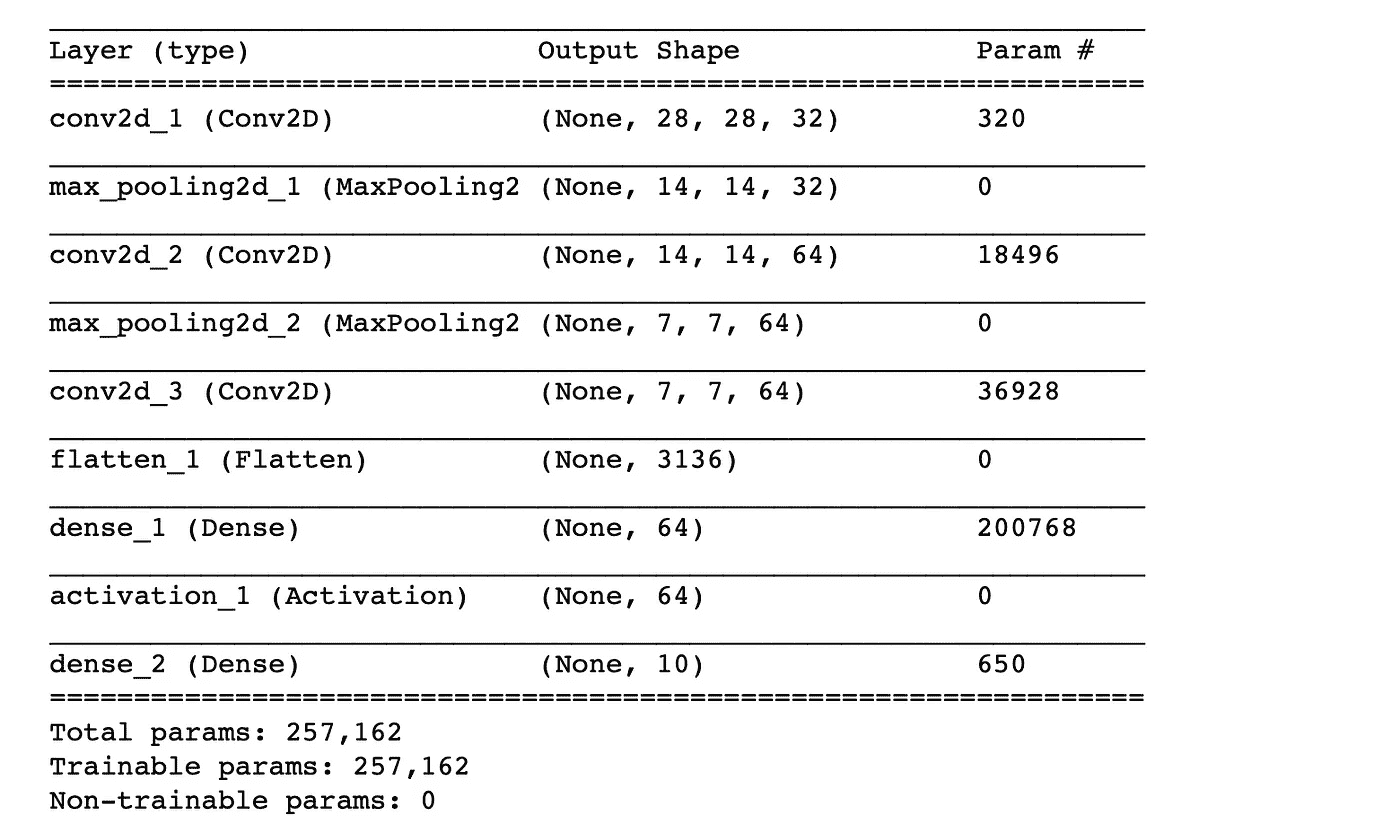 Layer (type) Output Shape Param #
=================================================================
conv2d_1 (Conv2D) (None, 28, 28, 32) 320
max_pooling2d_1 (MaxPooling2 (None, 14, 14, 32) 0
conv2d_2 (Conv2D) (None, 14, 14, 64) 18496
max_pooling2d_2 (MaxPooling2 (None, 7, 7, 64) 0
conv2d_3 (Conv2D) (None, 7, 7, 64) 36928
flatten_1 (Flatten) (None, 3136) 0
dense_1 (Dense) (None, 64) 200768
activation_1 (Activation) (None, 64) 0
dense_2 (Dense) (None, 10) 650
=================================================================
Total params: 257,162
Trainable params: 257,162
Non-trainable params: 0